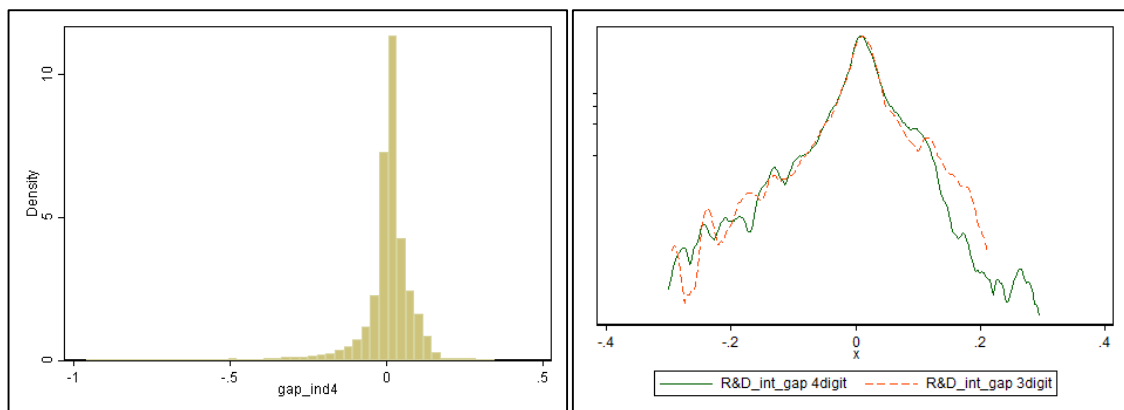 10
5
0
Density
-1
-.5
0
.5
gap_ind4
-.4
-.2
0
.2
.4
x
R&D_int_gap 4digit
R&D_int_gap 3digit